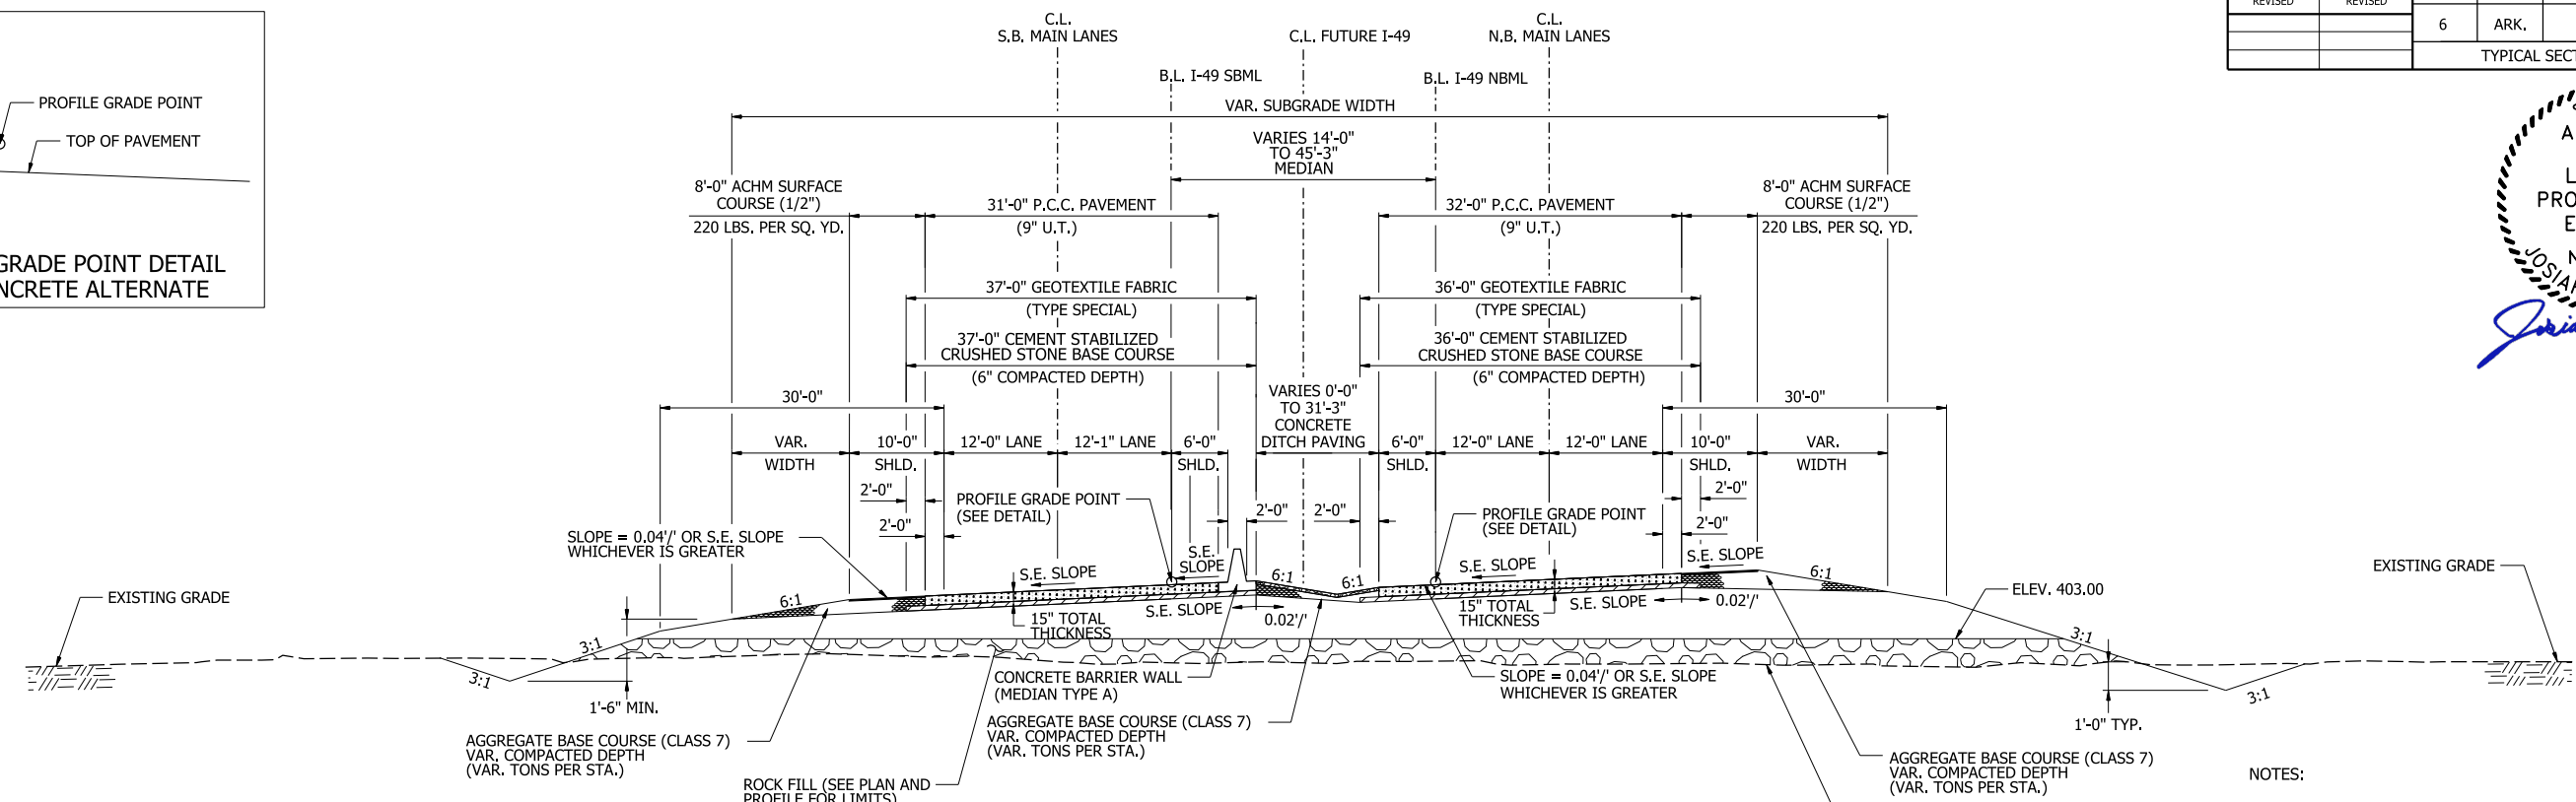 PROFILE GRADE POINT
TOP OF PAVEMENT
GRADE POINT DETAIL
NCRETE ALTERNATE
C.L.
S.B. MAIN LANES
C.L. FUTURE I-49
C.L.
N.B. MAIN LANES
B.L. I-49 SBML
B.L. I-49 NBML
VAR. SUBGRADE WIDTH
VARIES 14'-0"
TO 45'-3"
MEDIAN
REVISED
REVISED
6
ARK.
TYPICAL SECT
8'-0" ACHM SURFACE
COURSE (1/2")
220 LBS. PER SQ. YD.
31'-0" P.C.C. PAVEMENT
(9" U.T.)
32'-0" P.C.C. PAVEMENT
(9" U.T.)
8'-0" ACHM SURFACE
COURSE (1/2")
220 LBS. PER SQ. YD.
37'-0" GEOTEXTILE FABRIC
(TYPE SPECIAL)
36'-0" GEOTEXTILE FABRIC
(TYPE SPECIAL)
37'-0" CEMENT STABILIZED
CRUSHED STONE BASE COURSE
(6" COMPACTED DEPTH)
36'-0" CEMENT STABILIZED
CRUSHED STONE BASE COURSE
(6" COMPACTED DEPTH)
VARIES 0'-0"
TO 31'-3"
CONCRETE
DITCH PAVING
30'-0"
30'-0"
VAR.
WIDTH
10'-0"
SHLD.
12'-0" LANE
12'-1" LANE
6'-0"
SHLD.
6'-0"
SHLD.
12'-0" LANE
12'-0" LANE
10'-0"
SHLD.
VAR.
WIDTH
2'-0"
2'-0"
PROFILE GRADE POINT
(SEE DETAIL)
2'-0"
2'-0"
PROFILE GRADE POINT
(SEE DETAIL)
2'-0"
2'-0"
SLOPE = 0.04'/' OR S.E. SLOPE
WHICHEVER IS GREATER
S.E. SLOPE
S.E.
SLOPE
6:1
6:1
S.E. SLOPE
S.E. SLOPE
6:1
6:1
EXISTING GRADE
EXISTING GRADE
ELEV. 403.00
15" TOTAL
THICKNESS
S.E. SLOPE
0.02'/'
15" TOTAL
THICKNESS
S.E. SLOPE
0.02'/'
3:1
3:1
3:1
3:1
1'-6" MIN.
1'-0" TYP.
CONCRETE BARRIER WALL
(MEDIAN TYPE A)
SLOPE = 0.04'/' OR S.E. SLOPE
WHICHEVER IS GREATER
AGGREGATE BASE COURSE (CLASS 7)
VAR. COMPACTED DEPTH
(VAR. TONS PER STA.)
AGGREGATE BASE COURSE (CLASS 7)
VAR. COMPACTED DEPTH
(VAR. TONS PER STA.)
AGGREGATE BASE COURSE (CLASS 7)
VAR. COMPACTED DEPTH
(VAR. TONS PER STA.)
ROCK FILL (SEE PLAN AND
PROFILE FOR LIMITS)
NOTES: